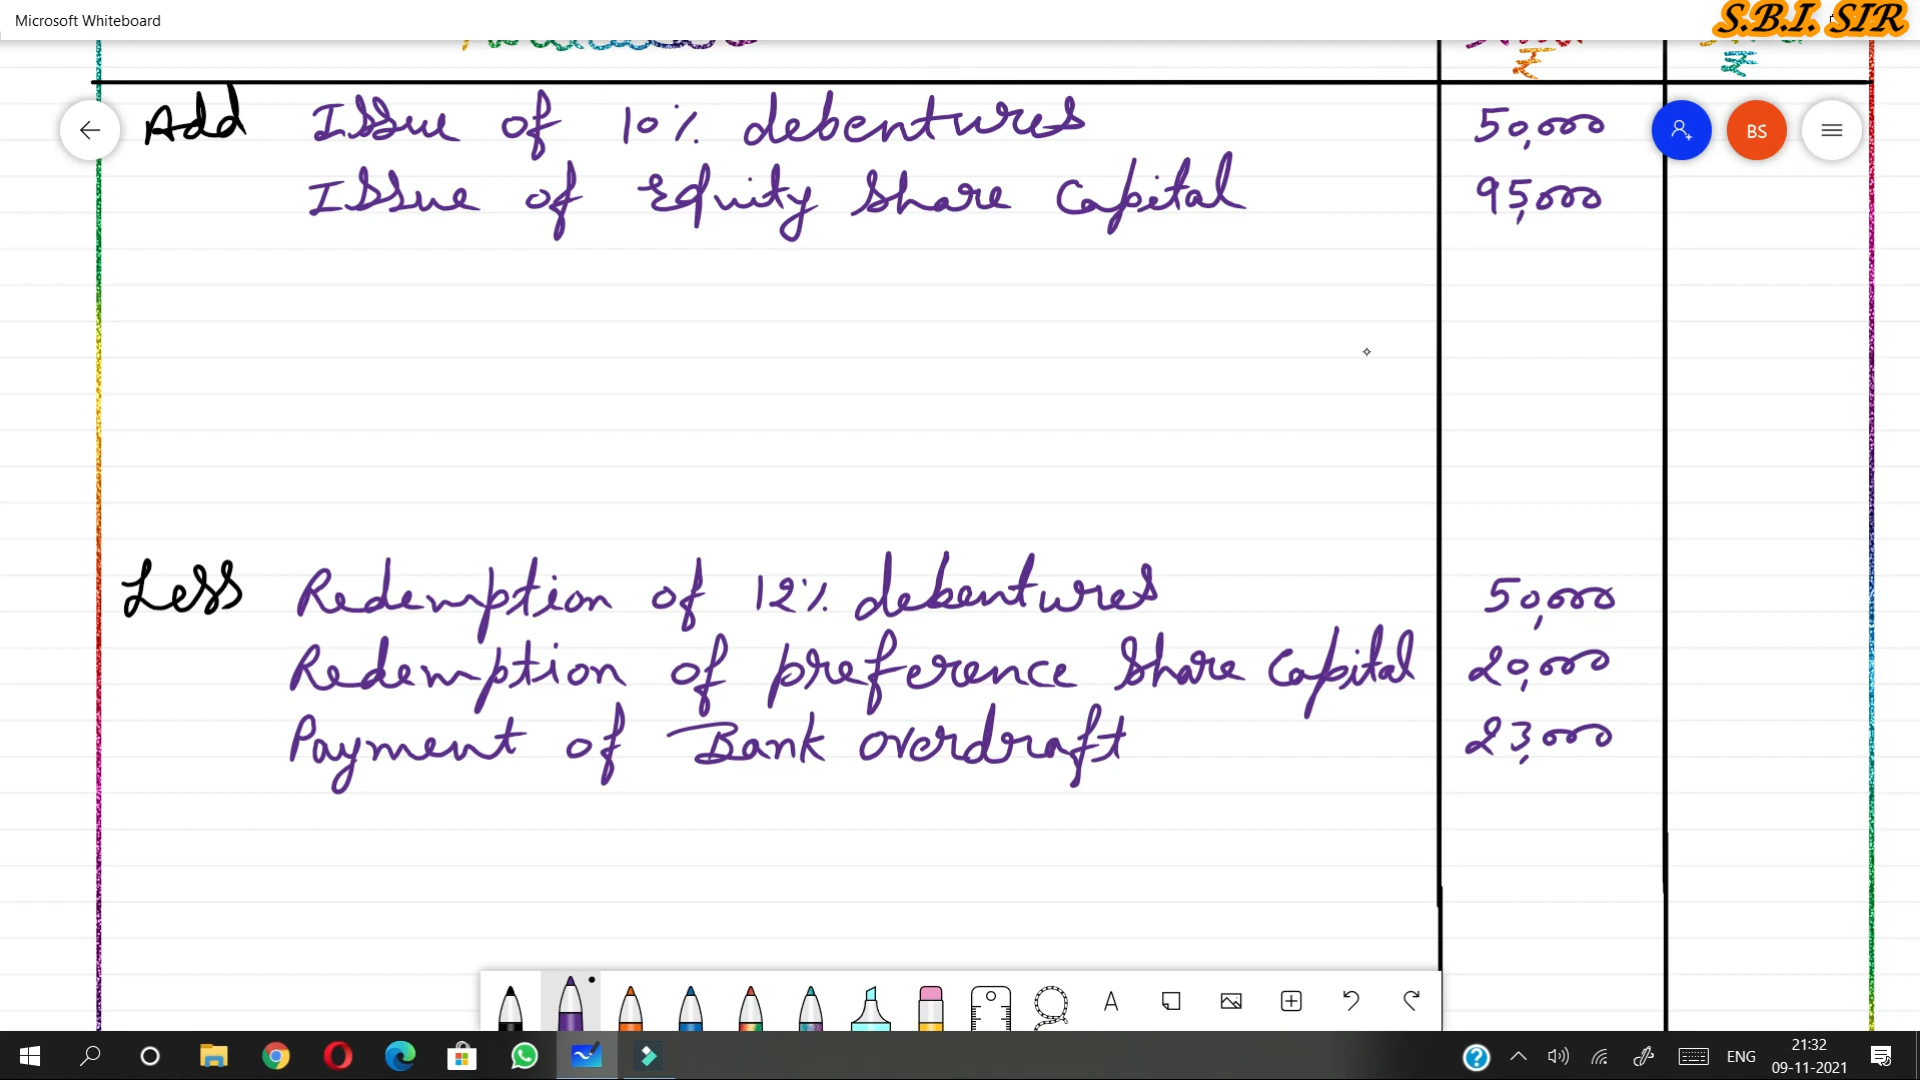 Microsoft Whiteboard
S.B.I. SIR
₹ ₹
Add Issue of 10% debentures 50,000
BS
Issue of Equity Share Capital 95,000
Less Redemption of 12% debentures 50,000
Redemption of preference Share Capital 20,000
Payment of Bank overdraft 23,000
A
ENG
21:32
09-11-2021